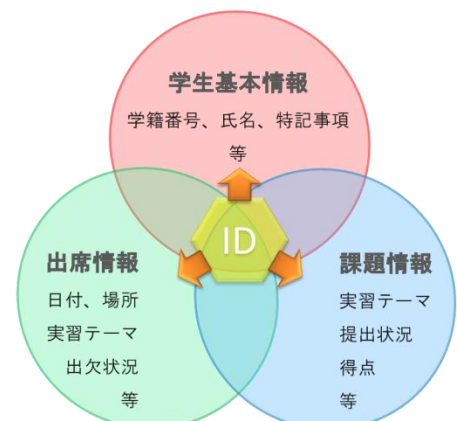 学生基本情報
学籍番号、氏名、特記事項
等
ID
出席情報
日付、場所
実習テーマ
出欠状況
等
課題情報
実習テーマ
提出状況
得点
等